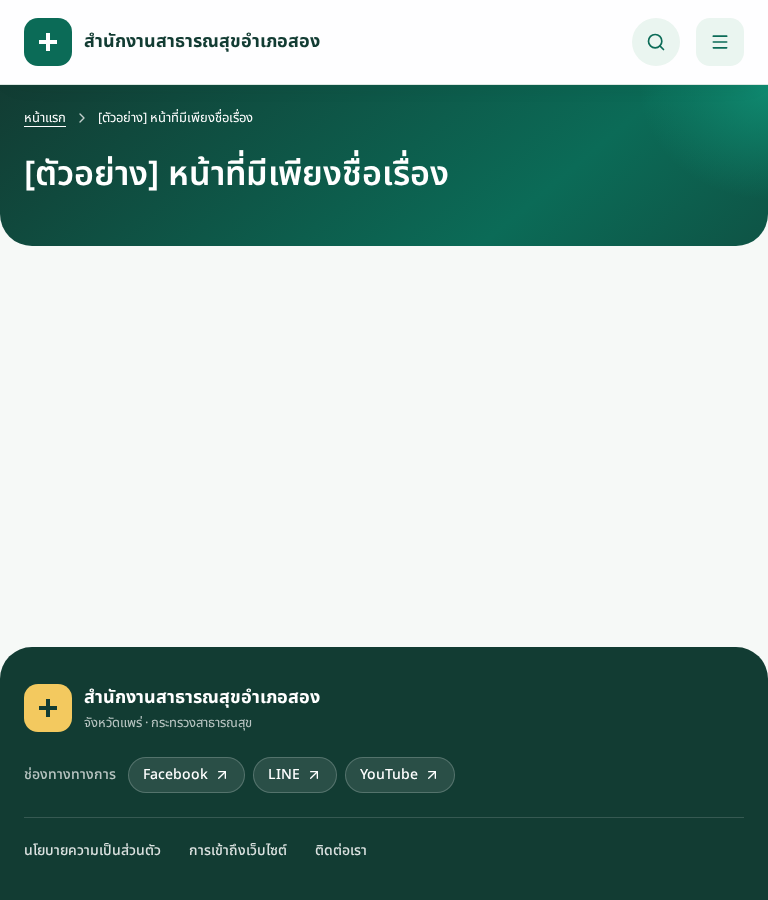 สำนักงานสาธารณสุขอำเภอสอง
หน้าแรก
[ตัวอย่าง] หน้าที่มีเพียงชื่อเรื่อง
[ตัวอย่าง] หน้าที่มีเพียงชื่อเรื่อง
สำนักงานสาธารณสุขอำเภอสอง
จังหวัดแพร่ · กระทรวงสาธารณสุข
ช่องทางทางการ
Facebook
LINE
YouTube
นโยบายความเป็นส่วนตัว
การเข้าถึงเว็บไซต์
ติดต่อเรา